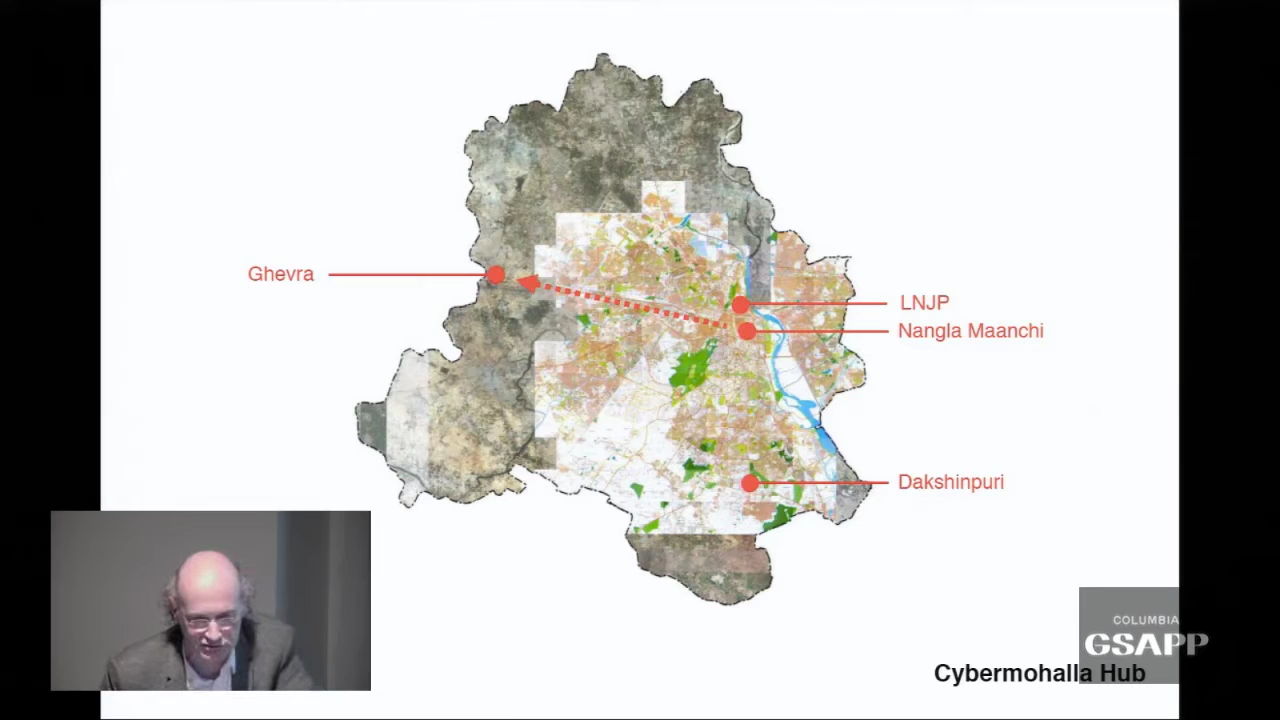 Ghevra
LNJP
Nangla Maanchi
Dakshinpuri
COLUMBIA
GSAPP
Cybermohalla Hub